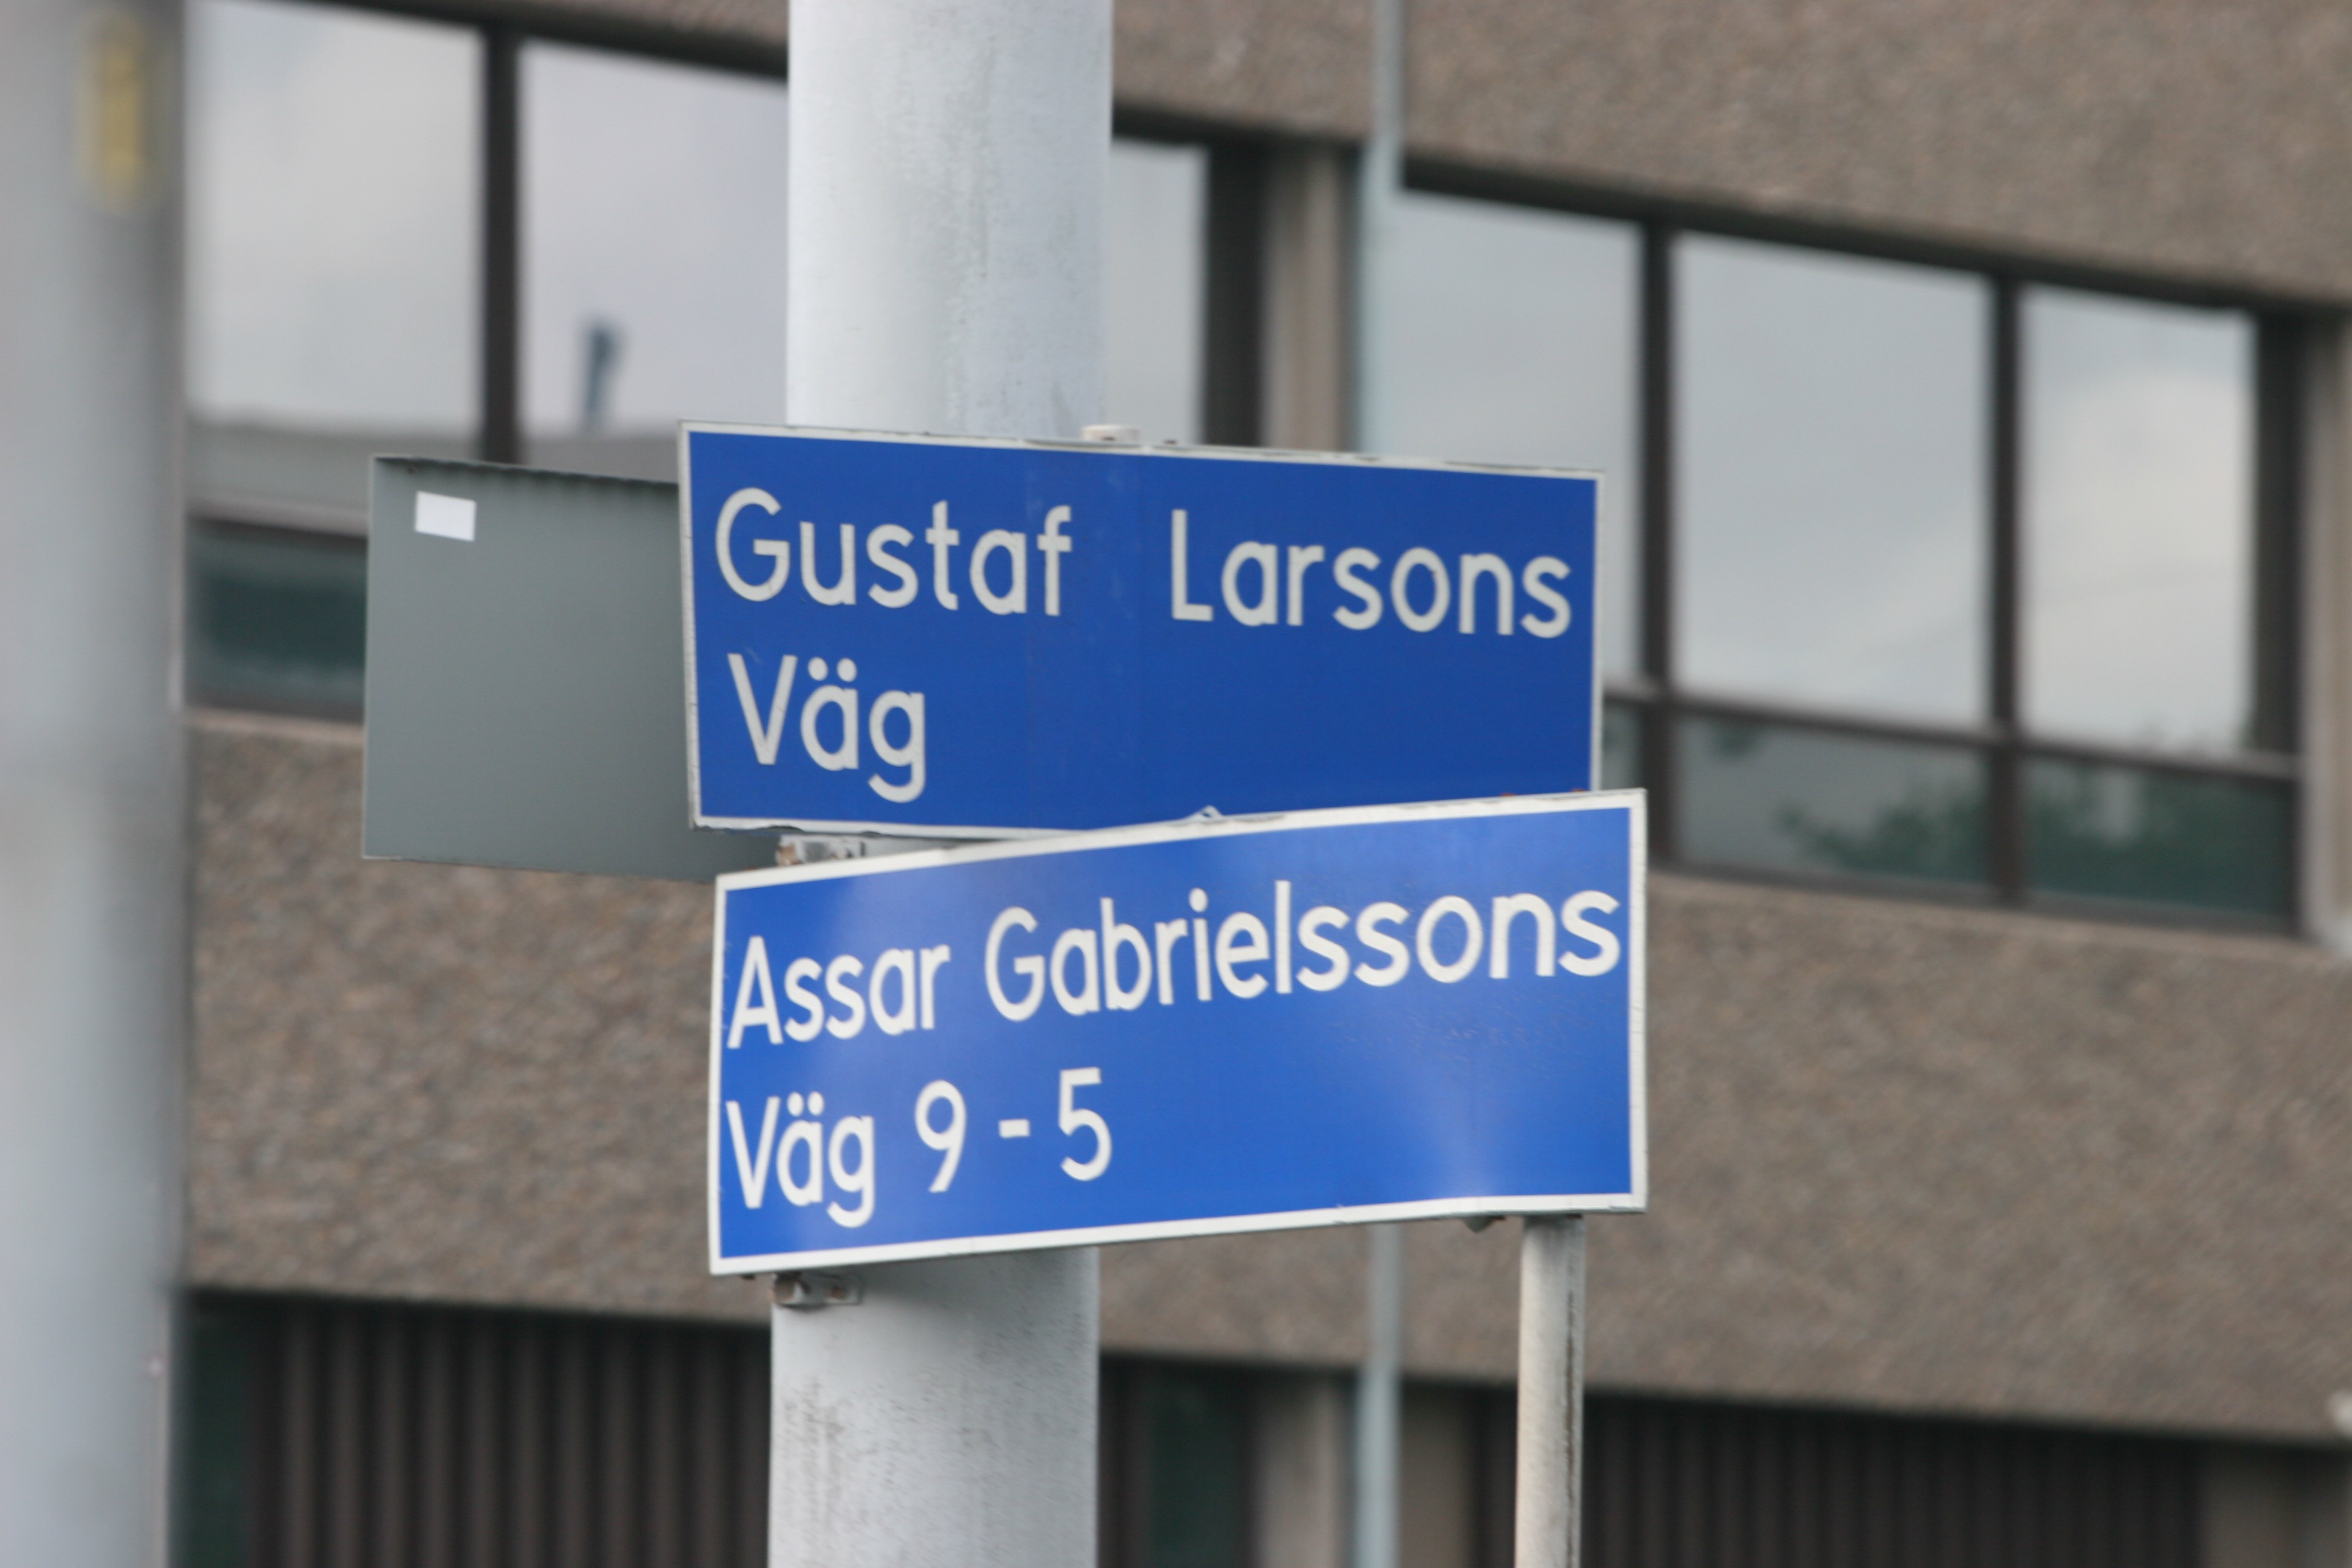 Gustaf Larsons
Väg
Assar Gabrielssons
Väg 9-5